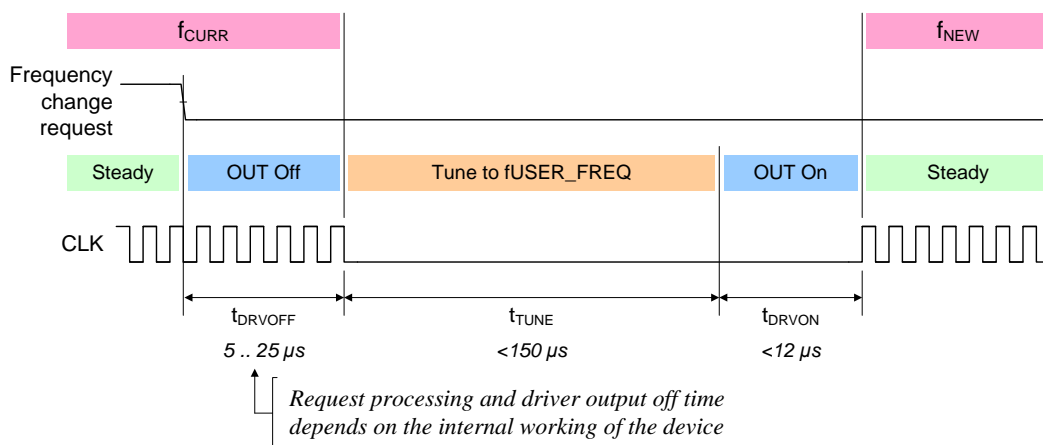 fCURR
fNEW
Frequency
change
request
Steady
OUT Off
Tune to fUSER_FREQ
OUT On
Steady
CLK
tDRVOFF
tTUNE
tDRVON
5 .. 25 µs
<150 µs
<12 µs
Request processing and driver output off time
depends on the internal working of the device